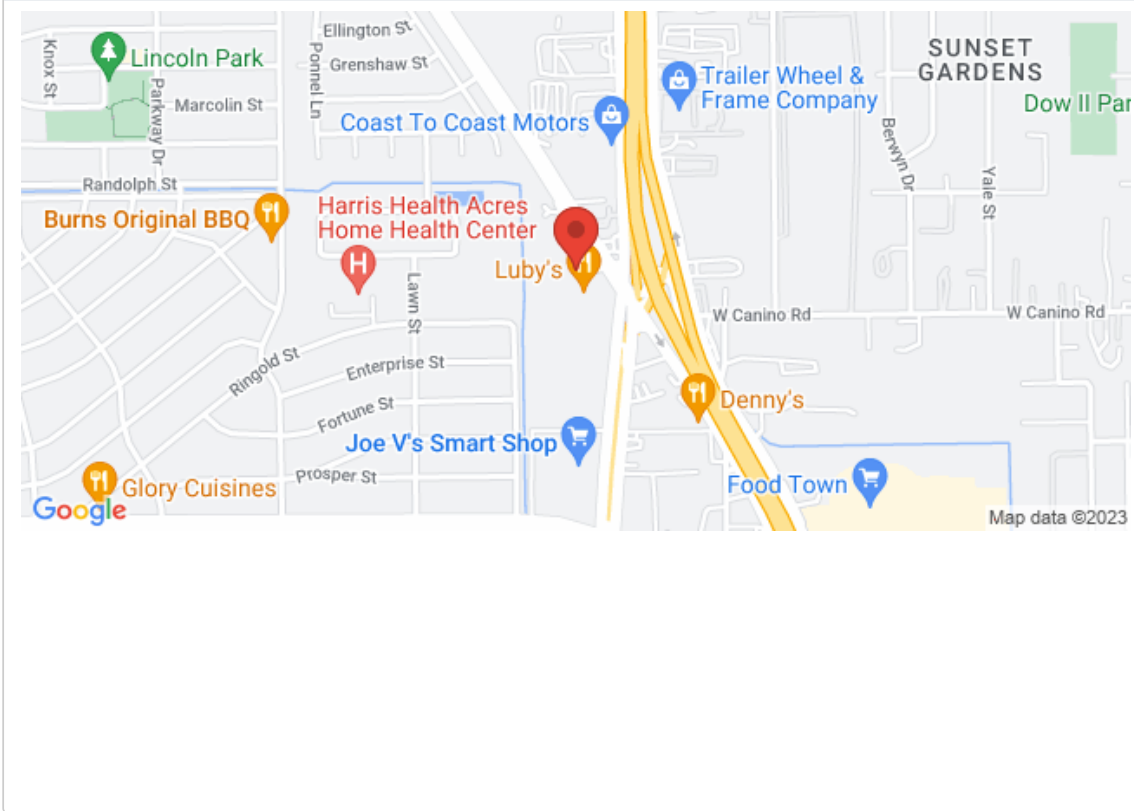 Ellington St
SUNSET
GARDENS
Knox St
Ponnel Ln
Lincoln Park
Grenshaw St
Trailer Wheel &
Frame Company
Marcolin St
Parkway Dr
Coast To Coast Motors
Dow II Par
Berwyn Dr
Randolph St
Yale St
Burns Original BBQ
Harris Health Acres
Home Health Center
H
Luby's
Lawn St
W Canino Rd
W Canino Rd
Ringold St
Enterprise St
Fortune St
Denny's
Joe V's Smart Shop
Prosper St
Glory Cuisines
Food Town
Google
Map data ©2023